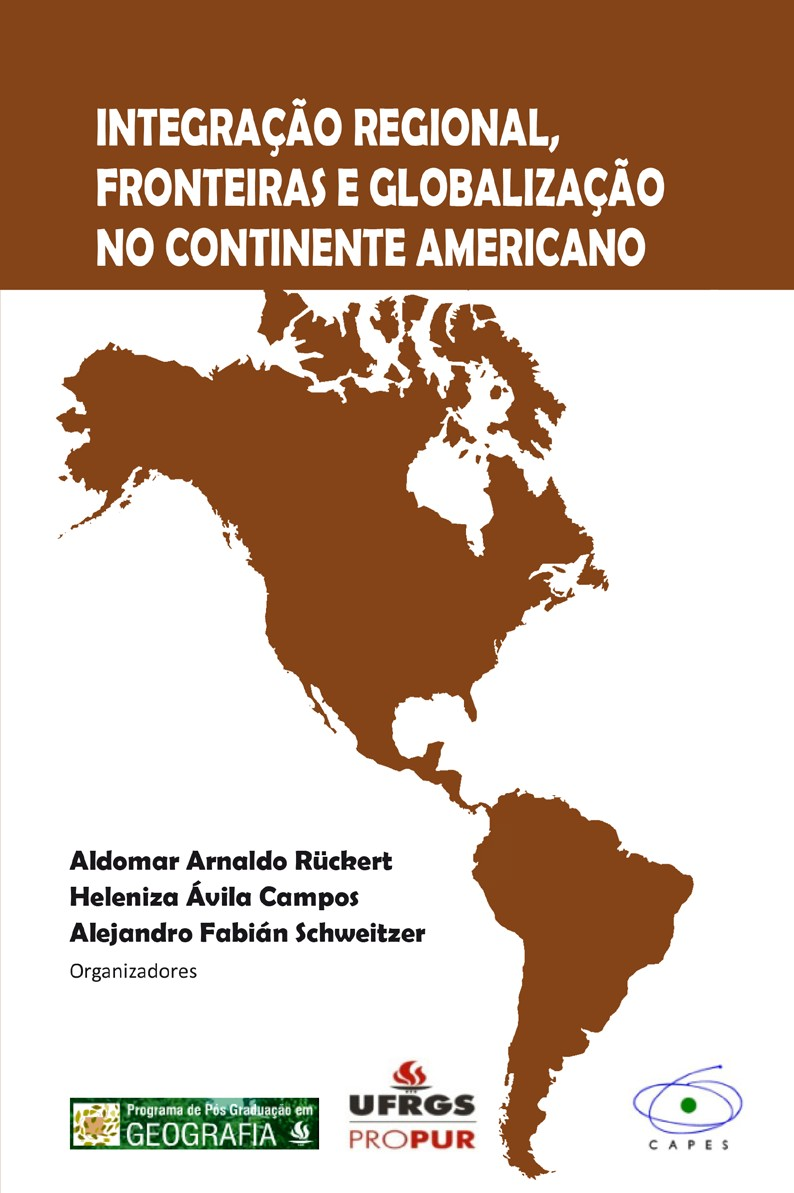 INTEGRAÇÃO REGIONAL,
FRONTEIRAS E GLOBALIZAÇÃO
NO CONTINENTE AMERICANO
Aldomar Arnaldo Rückert
Heleniza Ávila Campos
Alejandro Fabián Schweitzer
Organizadores
Programa de Pós Graduação em
GEOGRAFIA
UFRGS
PROPUR
CAPES